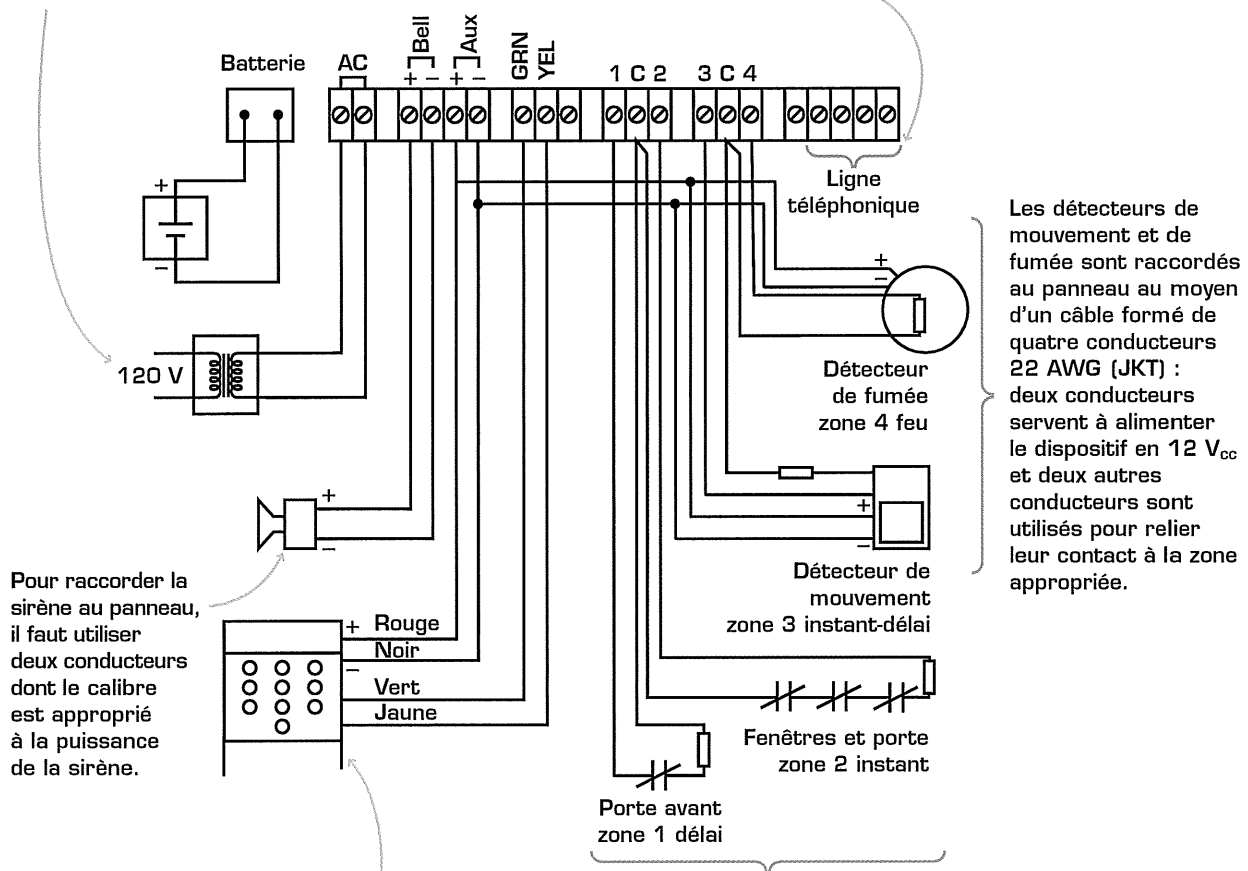 Batterie
AC
Bell
Aux
+ − + −
GRN
YEL
1 C 2
3 C 4
Ligne
téléphonique
+
−
120 V
+
−
Détecteur
de fumée
zone 4 feu
Les détecteurs de
mouvement et de
fumée sont raccordés
au panneau au moyen
d'un câble formé de
quatre conducteurs
22 AWG (JKT) :
deux conducteurs
servent à alimenter
le dispositif en 12 Vcc
et deux autres
conducteurs sont
utilisés pour relier
leur contact à la zone
appropriée.
+
−
+
−
Détecteur de
mouvement
zone 3 instant-délai
Pour raccorder la
sirène au panneau,
il faut utiliser
deux conducteurs
dont le calibre
est approprié
à la puissance
de la sirène.
+ Rouge
− Noir
Vert
Jaune
Fenêtres et porte
zone 2 instant
Porte avant
zone 1 délai